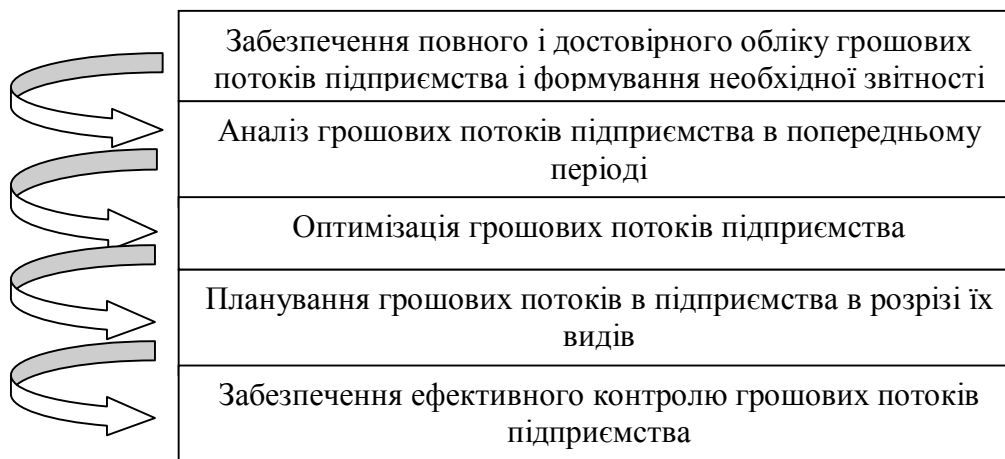 Забезпечення повного і достовірного обліку грошових
потоків підприємства і формування необхідної звітності
Аналіз грошових потоків підприємства в попередньому
періоді
Оптимізація грошових потоків підприємства
Планування грошових потоків в підприємства в розрізі їх
видів
Забезпечення ефективного контролю грошових потоків
підприємства